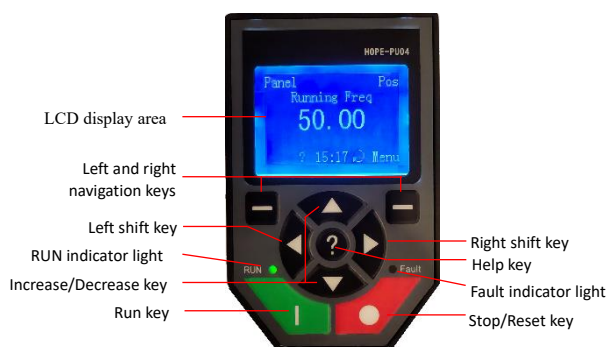 HOPE-PU04
Panel Pos
Running Freq
50.00
? 15:17 Menu
LCD display area
Left and right
navigation keys
Left shift key
RUN indicator light
Increase/Decrease key
Run key
?
RUN
Fault
Right shift key
Help key
Fault indicator light
Stop/Reset key